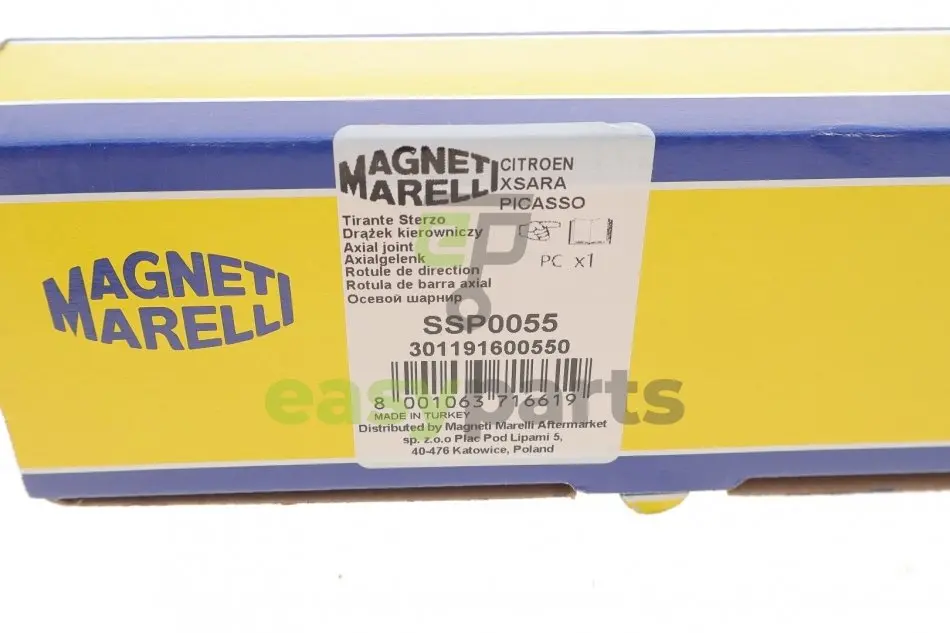 MAGNETI
MARELLI
MAGNETI
MARELLI
CITROEN
XSARA
PICASSO
Tirante Sterzo
Drążek kierowniczy
Axial joint
Axialgelenk
Rotule de direction
Rotula de barra axial
Осевой шарнир
PC x1
SSP0055
301191600550
8 001063 716619
MADE IN TURKEY
Distributed by Magneti Marelli Aftermarket
sp. z.o.o Plac Pod Lipami 5,
40-476 Katowice, Poland
ep
easyparts